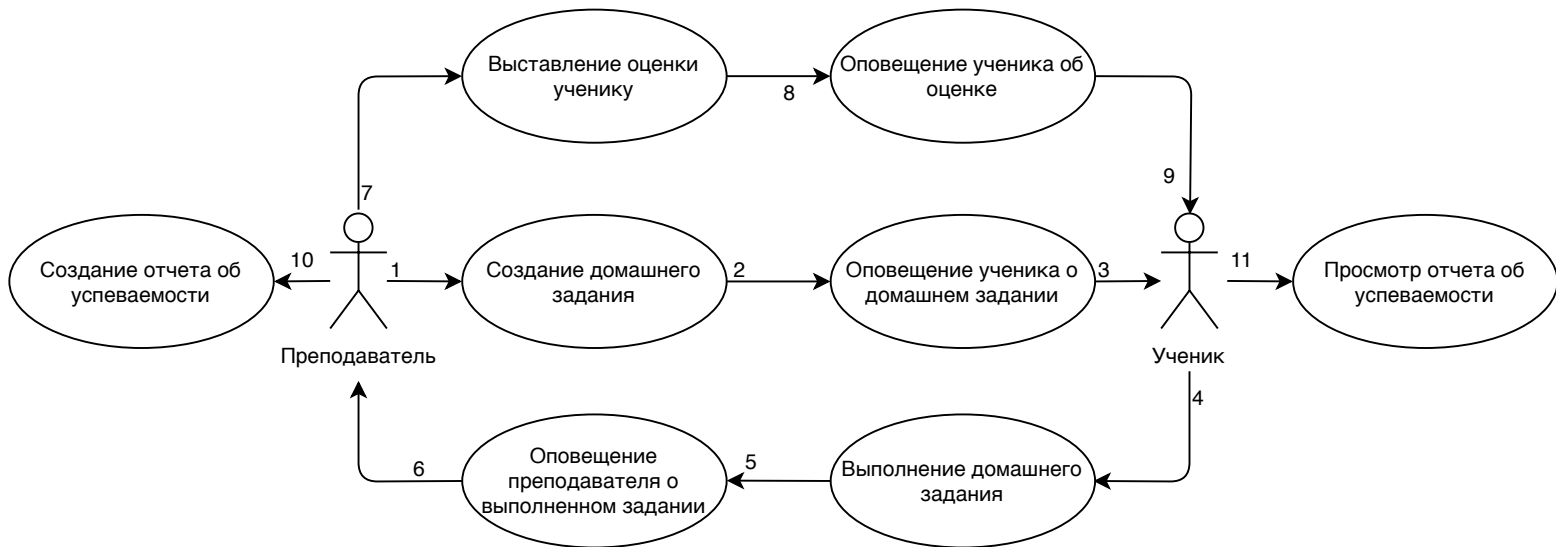 Выставление оценки
ученику
8
Оповещение ученика об
оценке
7
9
Создание отчета об
успеваемости
10
1
Создание домашнего
задания
2
Оповещение ученика о
домашнем задании
3
11
Просмотр отчета об
успеваемости
Преподаватель
Ученик
4
6
Оповещение
преподавателя о
выполненном задании
5
Выполнение домашнего
задания